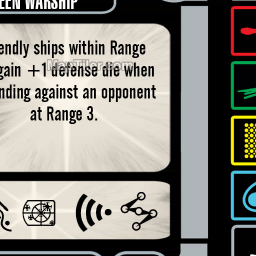 EEN WARSHIP
endly ships within Range
gain +1 defense die when
nding against an opponent
at Range 3.